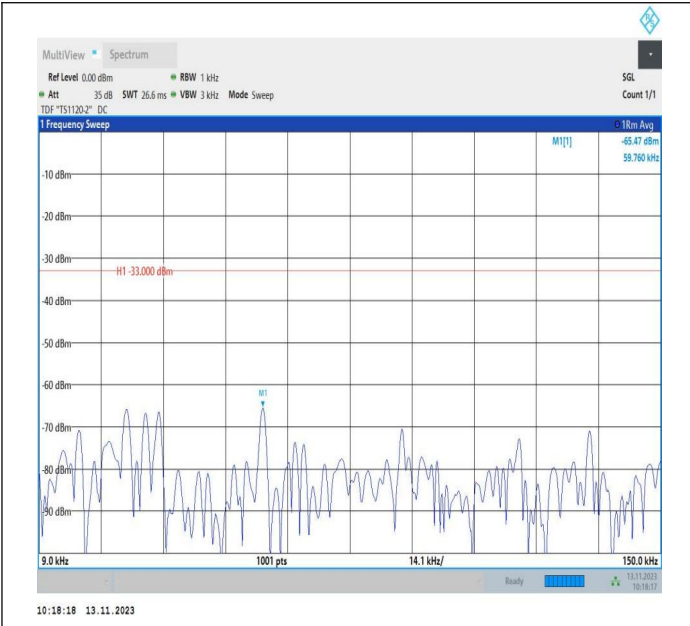 R S
MultiView Spectrum
Ref Level 0.00 dBm RBW 1 kHz SGL
Att 35 dB SWT 26.6 ms VBW 3 kHz Mode Sweep Count 1/1
TDF "TS1120-2" DC
1 Frequency Sweep 1Rm Avg
M1[1] -65.47 dBm
59.760 kHz
-10 dBm
-20 dBm
-30 dBm
H1 -33.000 dBm
-40 dBm
-50 dBm
-60 dBm
M1
-70 dBm
-80 dBm
-90 dBm
9.0 kHz 1001 pts 14.1 kHz/ 150.0 kHz
Ready 13.11.2023
10:18:17
10:18:18 13.11.2023